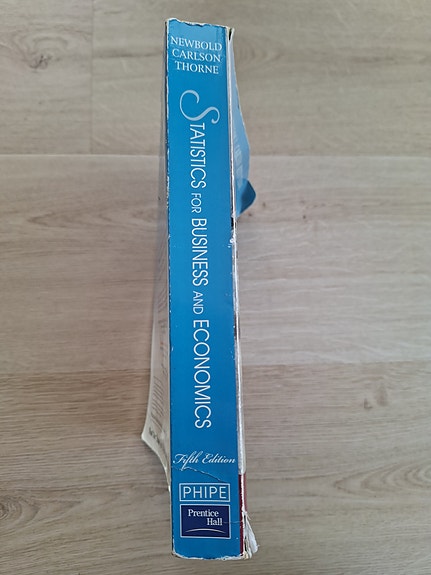 NEWBOLD
CARLSON
THORNE
STATISTICS FOR BUSINESS AND ECONOMICS
Fifth Edition
PHIPE
Prentice
Hall